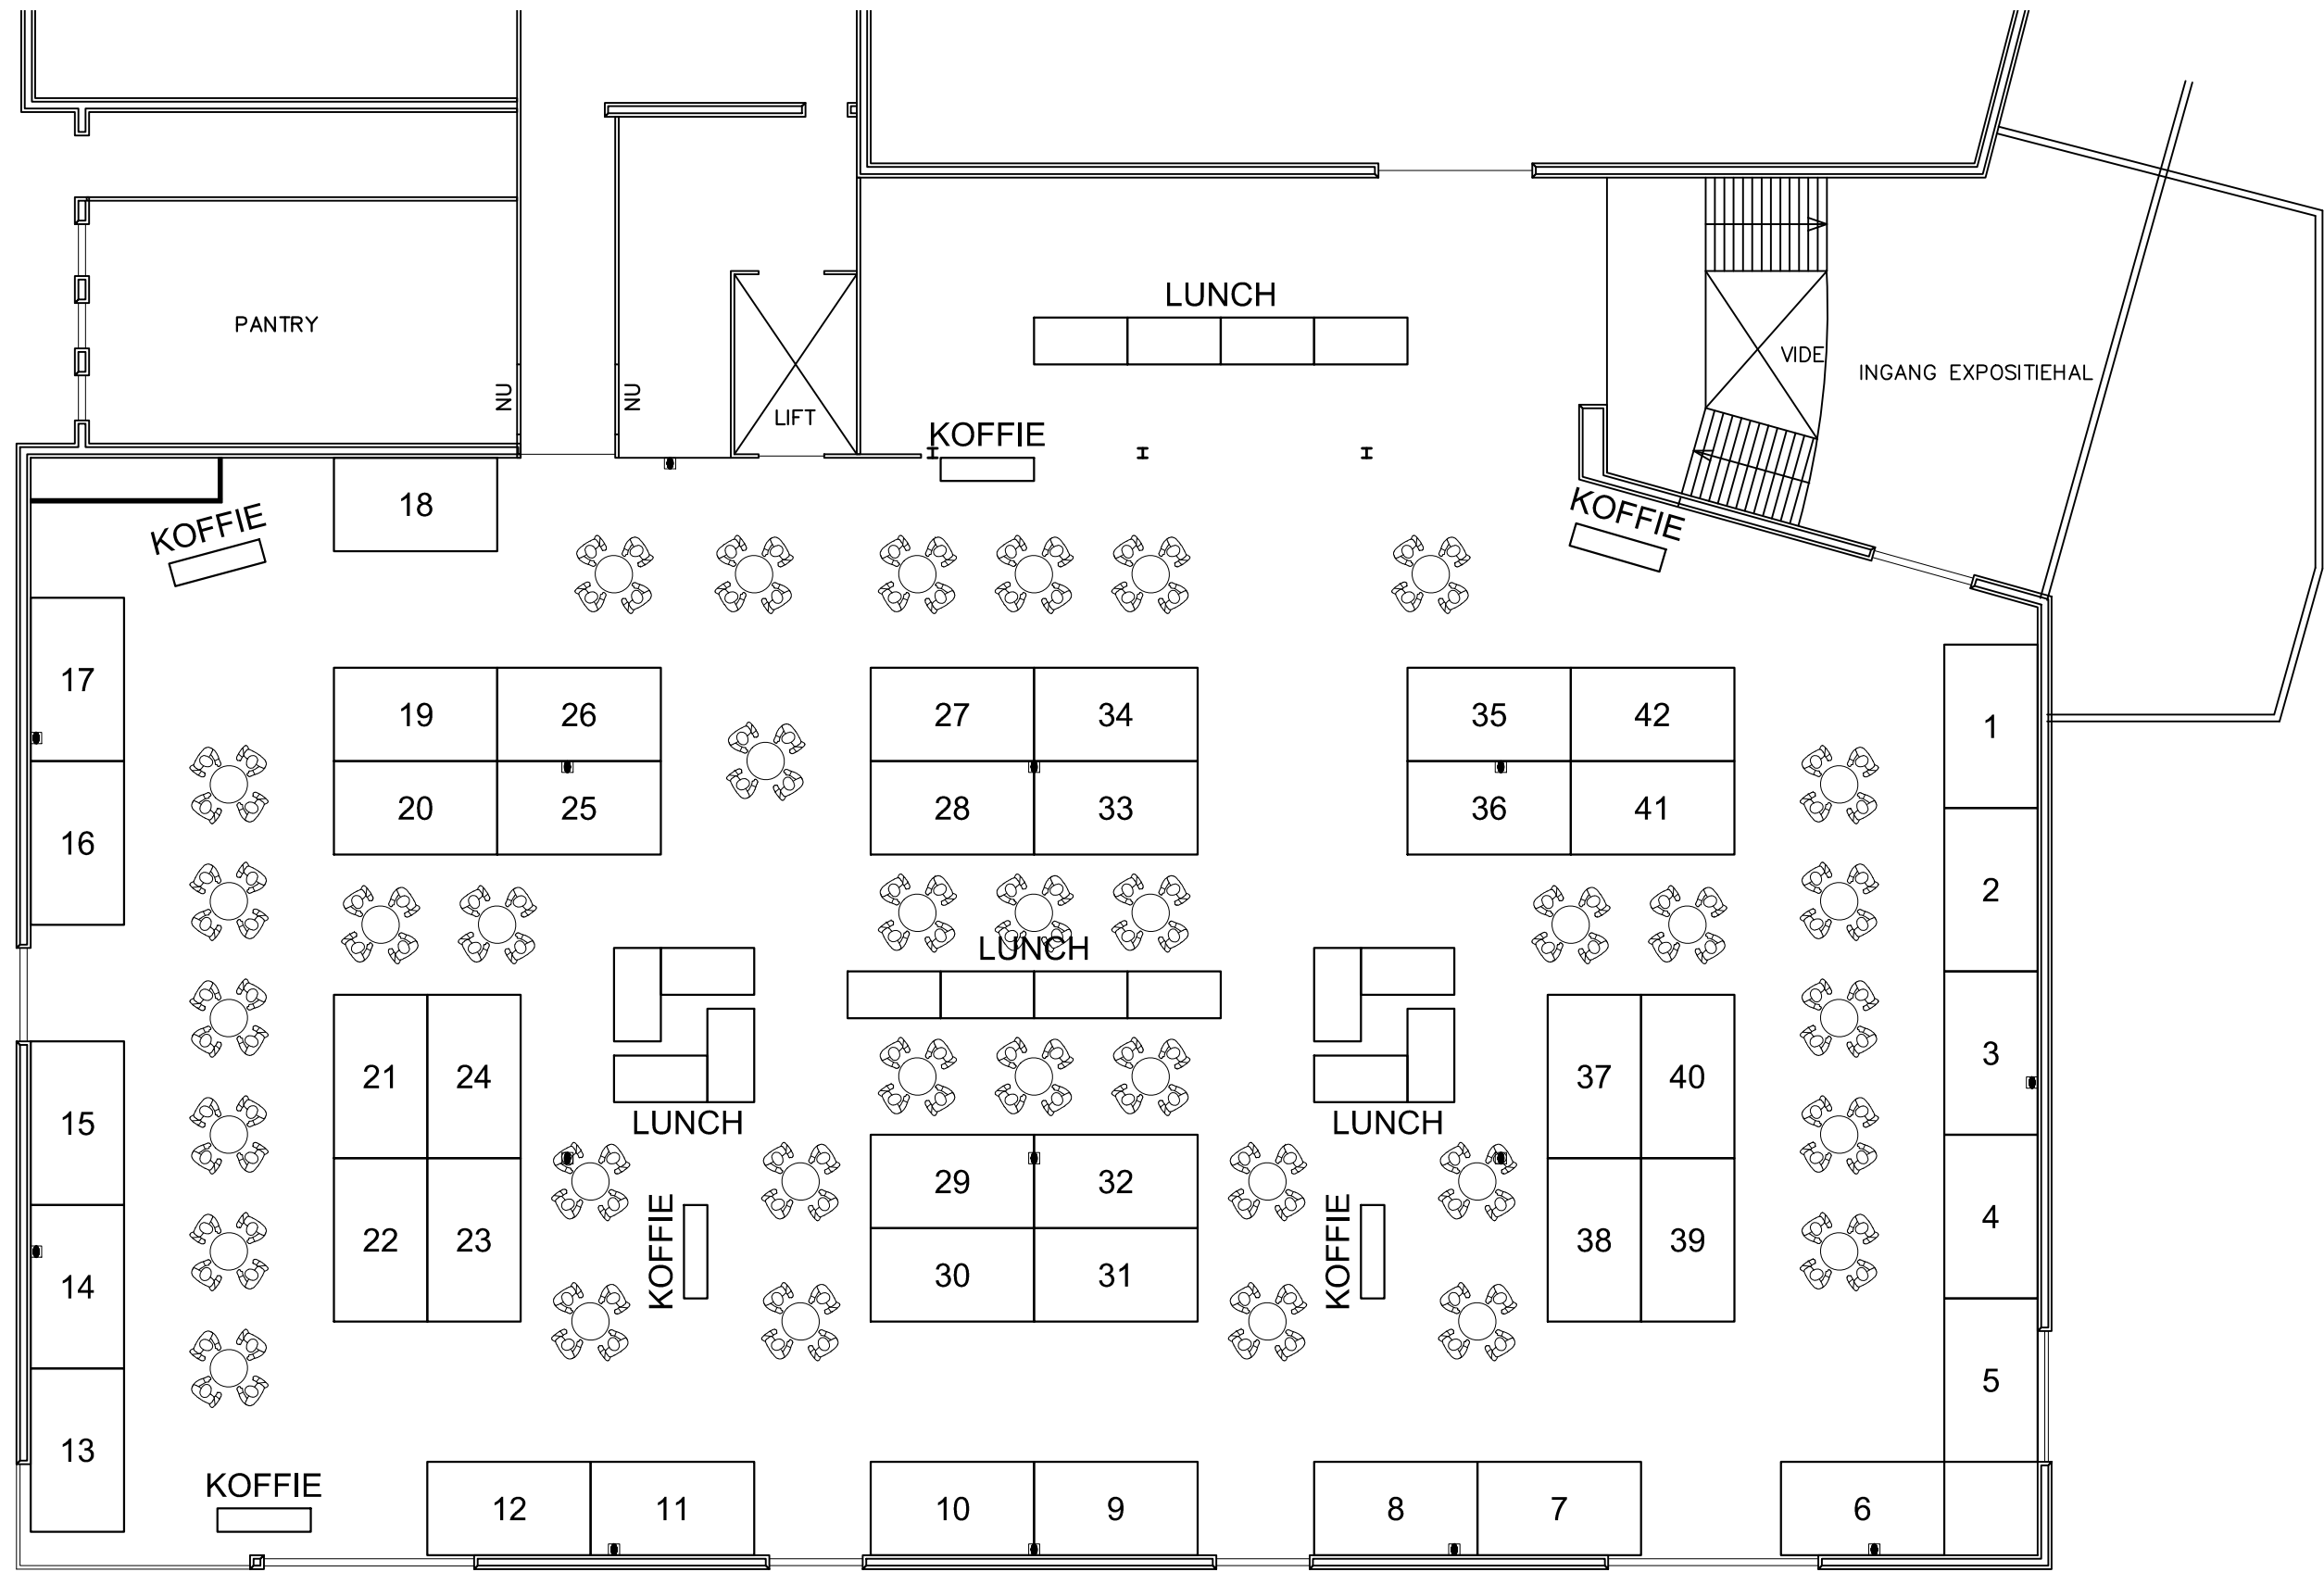 LUNCH
PANTRY
VIDE
INGANG EXPOSITIEHAL
NU
NU
LIFT
KOFFIE
KOFFIE
KOFFIE
18
17
19
26
27
34
35
42
1
16
20
25
28
33
36
41
2
LUNCH
3
21
24
37
40
15
LUNCH
LUNCH
29
32
4
22
23
KOFFIE
KOFFIE
38
39
14
30
31
5
13
KOFFIE
12
11
10
9
8
7
6